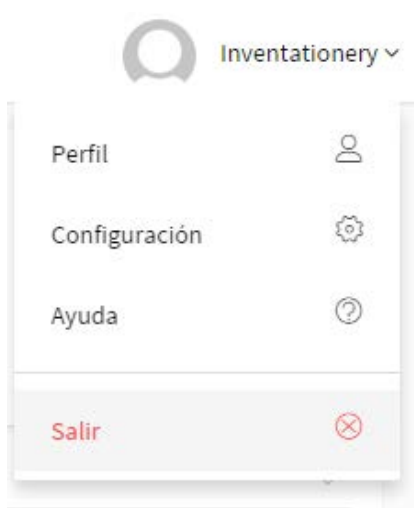 Inventationery
Perfil
Configuración
Ayuda
Salir